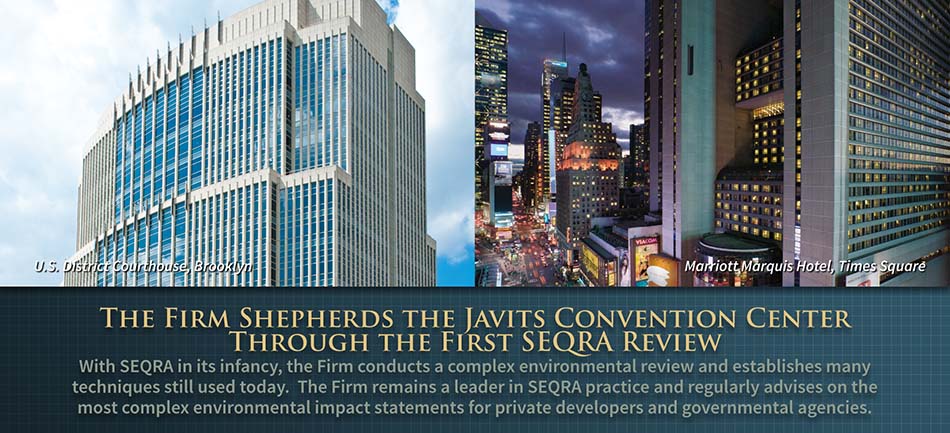 U.S. District Courthouse, Brooklyn
Marriott Marquis Hotel, Times Square
VIACOM
The Firm Shepherds the Javits Convention Center
Through the First SEQRA Review
With SEQRA in its infancy, the Firm conducts a complex environmental review and establishes many
techniques still used today. The Firm remains a leader in SEQRA practice and regularly advises on the
most complex environmental impact statements for private developers and governmental agencies.